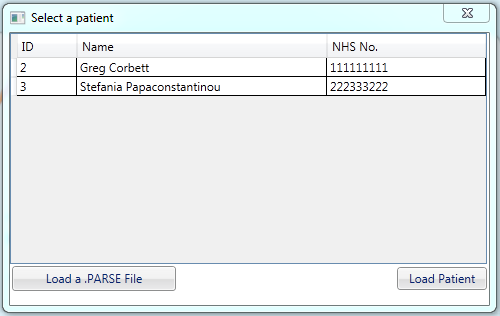 Select a patient
ID Name NHS No.
2 Greg Corbett 111111111
3 Stefania Papaconstantinou 222333222
Load a .PARSE File Load Patient